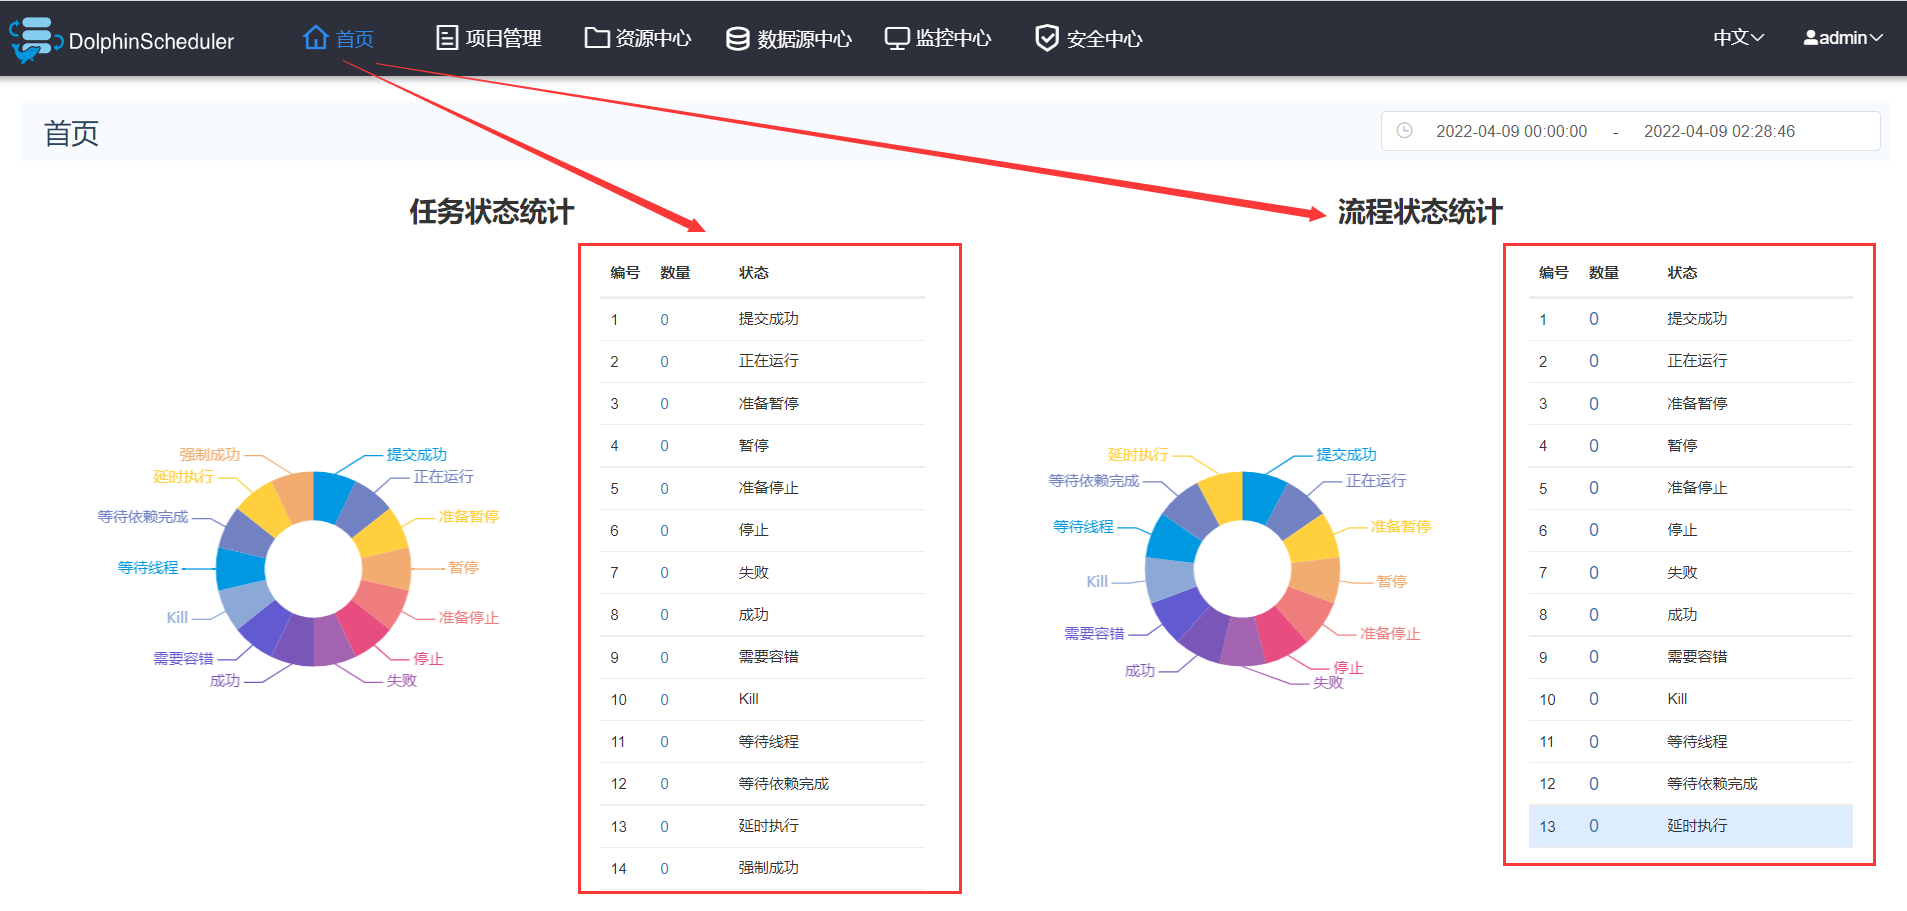 DolphinScheduler 首页 项目管理 资源中心 数据源中心 监控中心 安全中心 中文 admin
首页 2022-04-09 00:00:00 - 2022-04-09 02:28:46
任务状态统计
强制成功 提交成功
延时执行 正在运行
等待依赖完成 准备暂停
等待线程 暂停
Kill 准备停止
需要容错 停止
成功 失败
编号 数量 状态
1 0 提交成功
2 0 正在运行
3 0 准备暂停
4 0 暂停
5 0 准备停止
6 0 停止
7 0 失败
8 0 成功
9 0 需要容错
10 0 Kill
11 0 等待线程
12 0 等待依赖完成
13 0 延时执行
14 0 强制成功
流程状态统计
延时执行 提交成功
等待依赖完成 正在运行
等待线程 准备暂停
Kill 暂停
需要容错 准备停止
成功 停止
失败
编号 数量 状态
1 0 提交成功
2 0 正在运行
3 0 准备暂停
4 0 暂停
5 0 准备停止
6 0 停止
7 0 失败
8 0 成功
9 0 需要容错
10 0 Kill
11 0 等待线程
12 0 等待依赖完成
13 0 延时执行